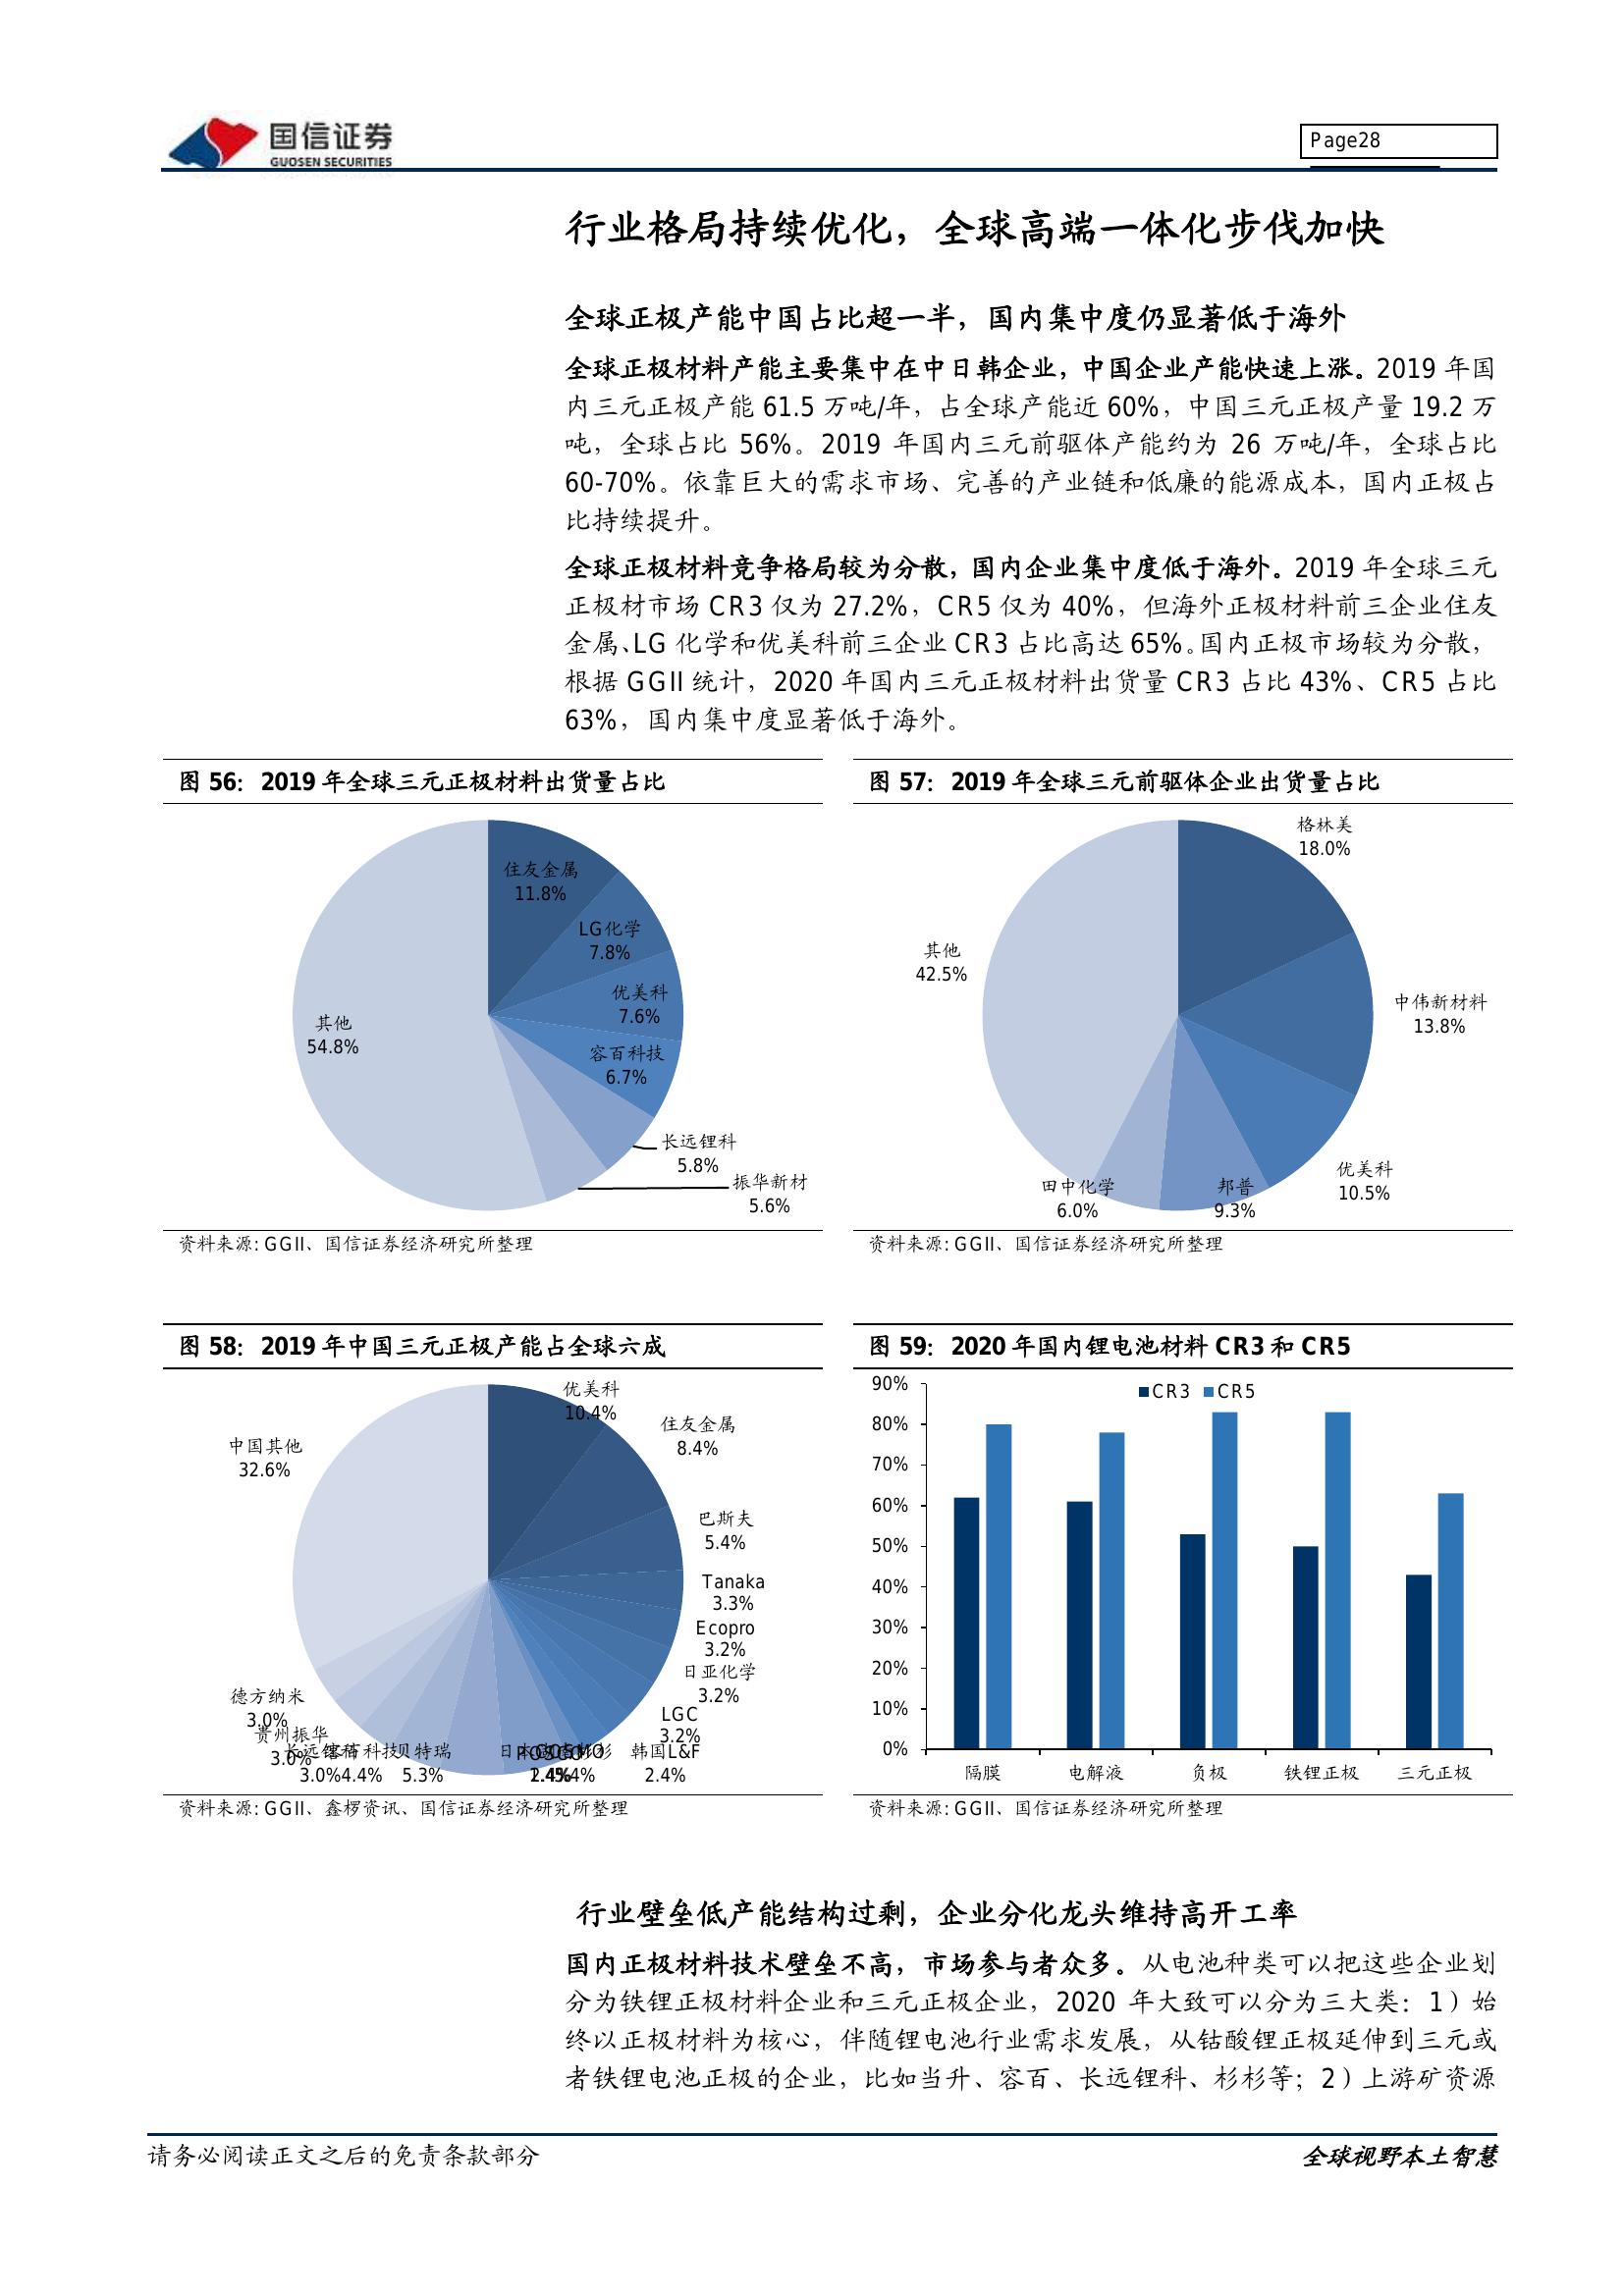 国信证券
GUOSEN SECURITIES
Page28
行业格局持续优化，全球高端一体化步伐加快
全球正极产能中国占比超一半，国内集中度仍显著低于海外
全球正极材料产能主要集中在中日韩企业，中国企业产能快速上涨。2019 年国
内三元正极产能 61.5 万吨/年，占全球产能近 60%，中国三元正极产量 19.2 万
吨，全球占比 56%。2019 年国内三元前驱体产能约为 26 万吨/年，全球占比
60-70%。依靠巨大的需求市场、完善的产业链和低廉的能源成本，国内正极占
比持续提升。
全球正极材料竞争格局较为分散，国内企业集中度低于海外。2019 年全球三元
正极材市场 CR3 仅为 27.2%，CR5 仅为 40%，但海外正极材料前三企业住友
金属、LG 化学和优美科前三企业 CR3 占比高达 65%。国内正极市场较为分散，
根据 GGII 统计，2020 年国内三元正极材料出货量 CR3 占比 43%、CR5 占比
63%，国内集中度显著低于海外。
图 56：2019 年全球三元正极材料出货量占比
住友金属
11.8%
LG化学
7.8%
优美科
7.6%
容百科技
6.7%
长远锂科
5.8%
振华新材
5.6%
其他
54.8%
资料来源：GGII、国信证券经济研究所整理
图 57：2019 年全球三元前驱体企业出货量占比
格林美
18.0%
中伟新材料
13.8%
优美科
10.5%
邦普
9.3%
田中化学
6.0%
其他
42.5%
资料来源：GGII、国信证券经济研究所整理
图 58：2019 年中国三元正极产能占全球六成
优美科
10.4%
住友金属
8.4%
巴斯夫
5.4%
Tanaka
3.3%
Ecopro
3.2%
日亚化学
3.2%
LGC
3.2%
韩国L&F
2.4%
贝特瑞
5.3%
容百科技
4.4%
长远锂科
3.0%
贵州振华
3.0%
德方纳米
3.0%
中国其他
32.6%
资料来源：GGII、鑫椤资讯、国信证券经济研究所整理
图 59：2020 年国内锂电池材料 CR3 和 CR5
CR3 CR5
90%
80%
70%
60%
50%
40%
30%
20%
10%
0%
隔膜 电解液 负极 铁锂正极 三元正极
资料来源：GGII、国信证券经济研究所整理
行业壁垒低产能结构过剩，企业分化龙头维持高开工率
国内正极材料技术壁垒不高，市场参与者众多。从电池种类可以把这些企业划
分为铁锂正极材料企业和三元正极企业，2020 年大致可以分为三大类：1）始
终以正极材料为核心，伴随锂电池行业需求发展，从钴酸锂正极延伸到三元或
者铁锂电池正极的企业，比如当升、容百、长远锂科、杉杉等；2）上游矿资源
请务必阅读正文之后的免责条款部分
全球视野本土智慧